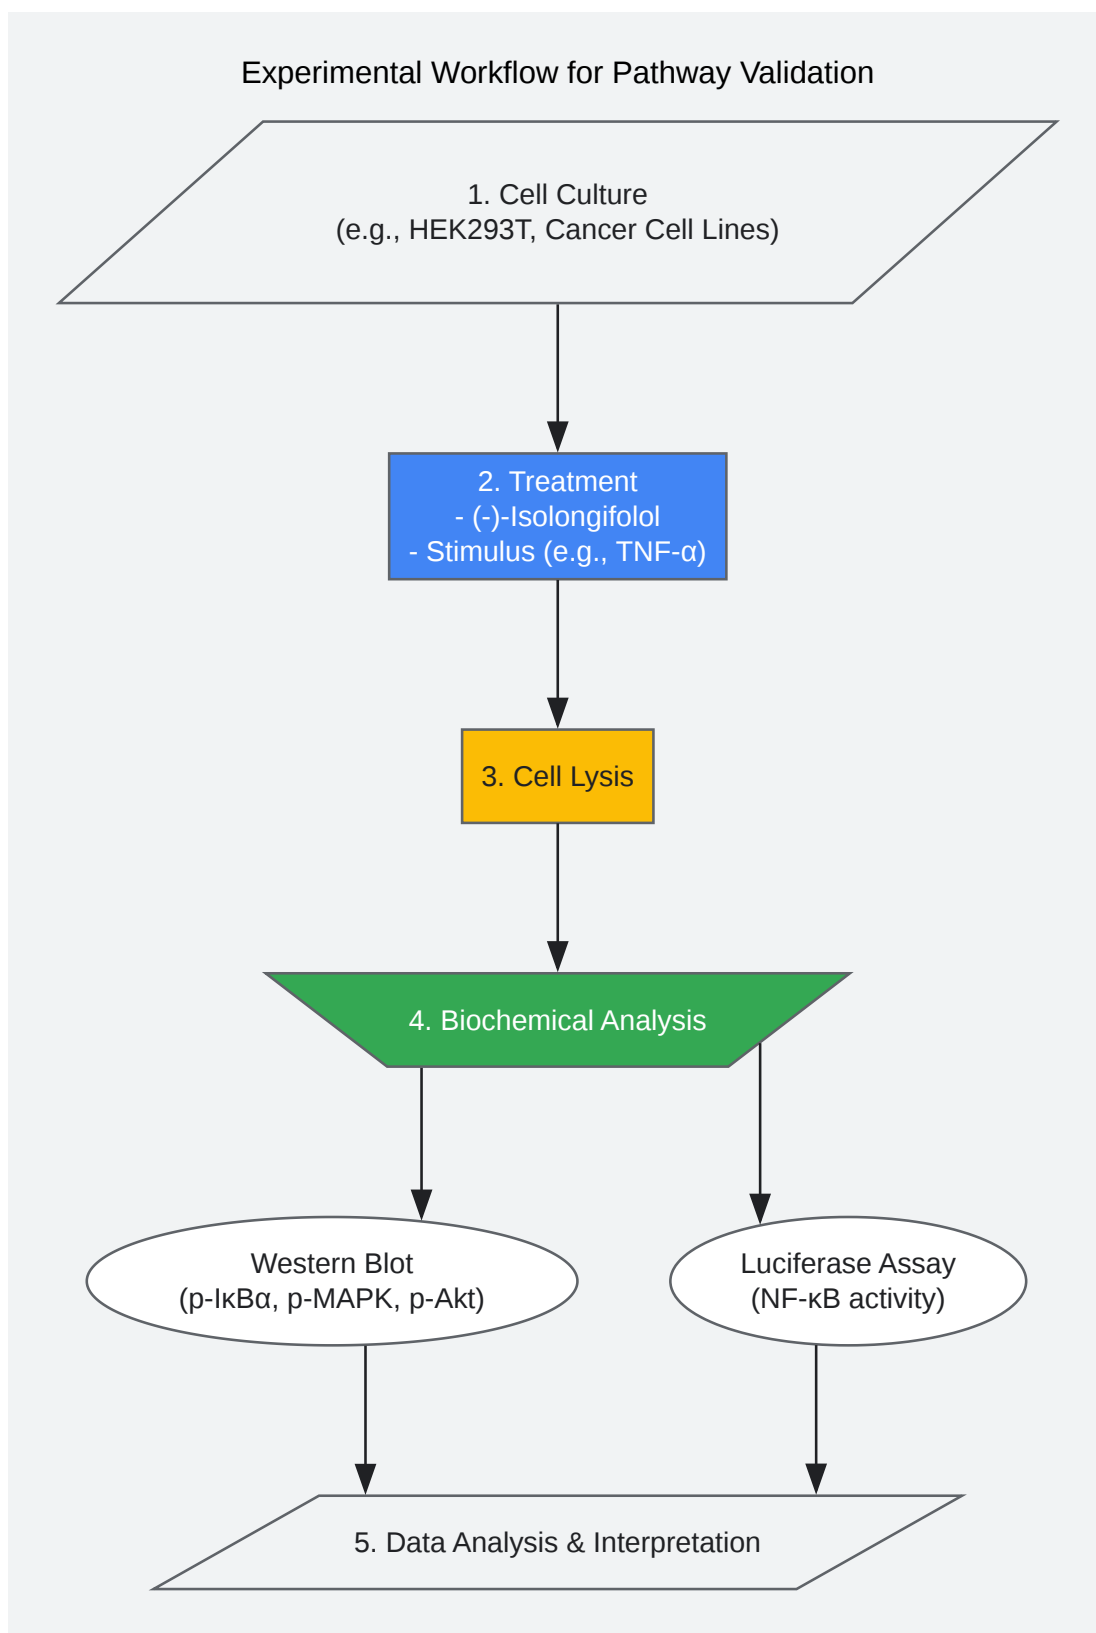 Experimental Workflow for Pathway Validation
1. Cell Culture
(e.g., HEK293T, Cancer Cell Lines)
2. Treatment
- (-)-Isolongifolol
- Stimulus (e.g., TNF-α)
3. Cell Lysis
4. Biochemical Analysis
Western Blot
(p-IκBα, p-MAPK, p-Akt)
Luciferase Assay
(NF-κB activity)
5. Data Analysis & Interpretation